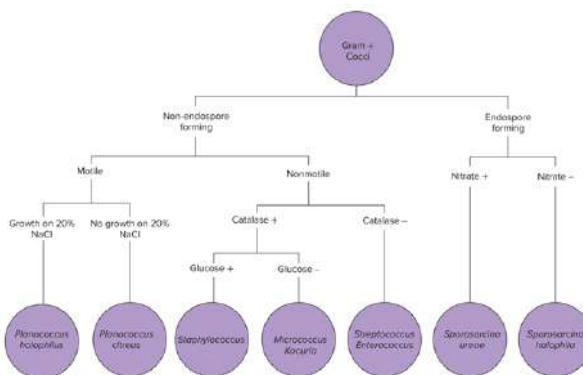 Gram +
Cocci
Non-endospore
forming
Endospore
forming
Motile
Nonmotile
Nitrate +
Nitrate –
Growth on 20%
NaCl
No growth on 20%
NaCl
Catalase +
Catalase –
Glucose +
Glucose –
Planococcus
halophilus
Planococcus
citreus
Staphylococcus
Micrococcus
Kocuria
Streptococcus
Enterococcus
Sporosarcina
ureae
Sporosarcina
halophila